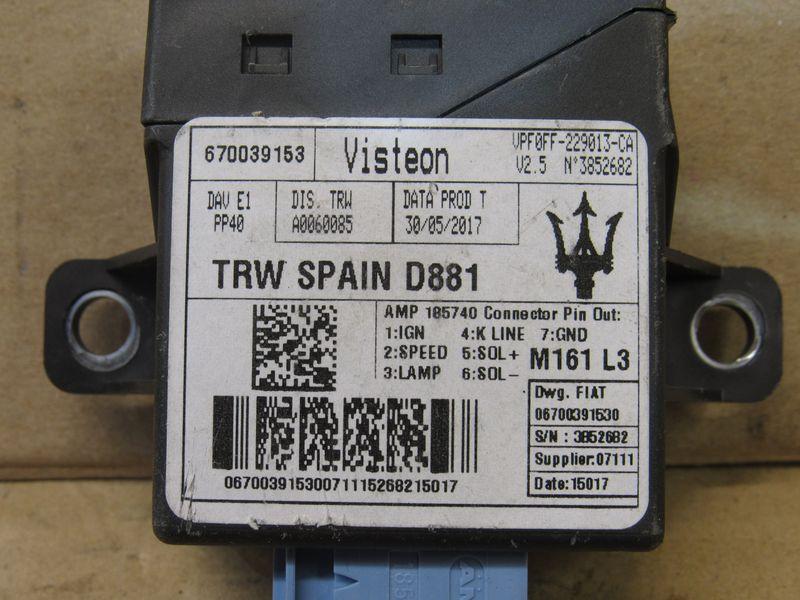 670039153 Visteon VPF0FF-229013-CA
V2.5 N°3852682
DAV E1 DIS. TRW DATA PROD T
PP40 A0060085 30/05/2017
TRW SPAIN D881
AMP 185740 Connector Pin Out:
1:IGN 4:K LINE 7:GND
2:SPEED 5:SOL+ M161 L3
3:LAMP 6:SOL-
Dwg. FIAT
06700391530
S/N : 3852682
Supplier:07111
Date:15017
06700391530071115268215017